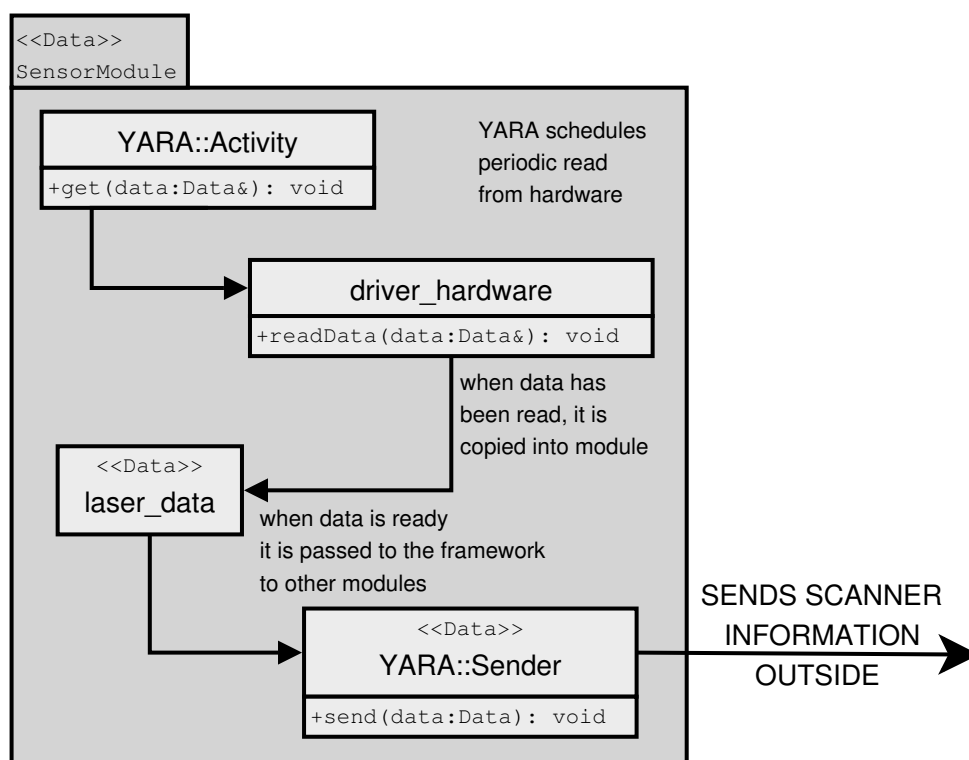 <<Data>>
SensorModule
YARA::Activity
+get(data:Data&): void
YARA schedules
periodic read
from hardware
driver_hardware
+readData(data:Data&): void
when data has
been read, it is
copied into module
<<Data>>
laser_data
when data is ready
it is passed to the framework
to other modules
<<Data>>
YARA::Sender
+send(data:Data): void
SENDS SCANNER
INFORMATION
OUTSIDE